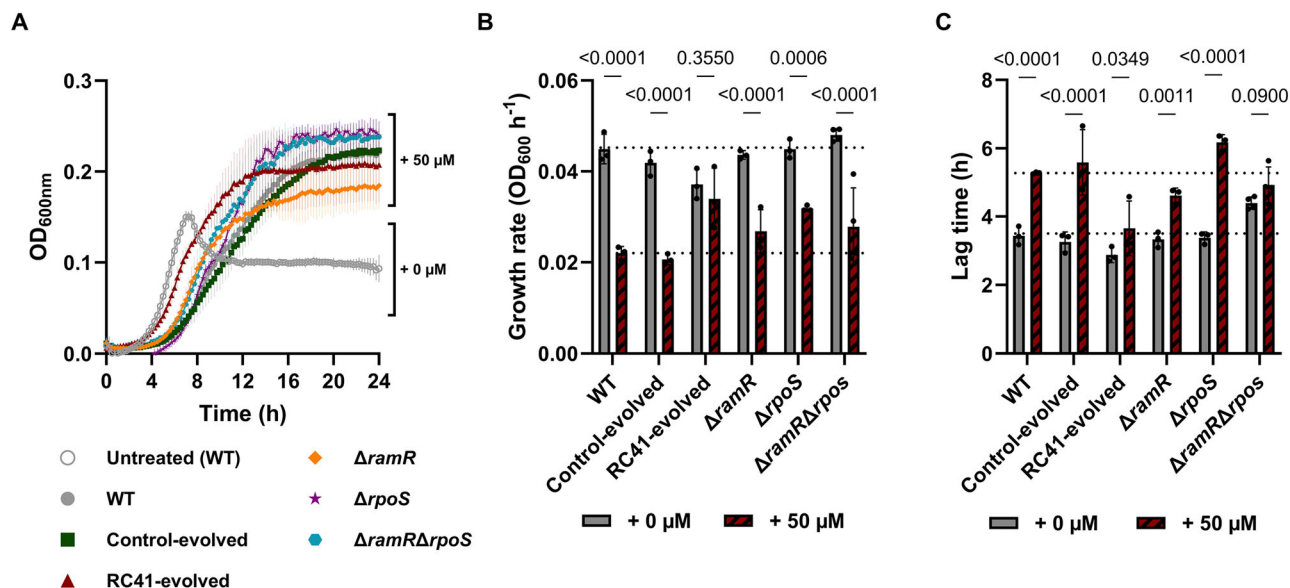 A
OD600nm
0.3
0.2
0.1
0.0
0 4 8 12 16 20 24
Time (h)
+ 50 µM
+ 0 µM
Untreated (WT)
WT
Control-evolved
RC41-evolved
ΔramR
ΔrpoS
ΔramRΔrpoS
B
<0.0001 0.3550 0.0006
<0.0001 <0.0001 <0.0001
Growth rate (OD600 h-1)
0.06
0.04
0.02
0.00
WT
Control-evolved
RC41-evolved
ΔramR
ΔrpoS
ΔramRΔrpos
+ 0 µM + 50 µM
C
<0.0001 0.0349 <0.0001
<0.0001 0.0011 0.0900
Lag time (h)
8
6
4
2
0
WT
Control-evolved
RC41-evolved
ΔramR
ΔrpoS
ΔramRΔrpos
+ 0 µM + 50 µM